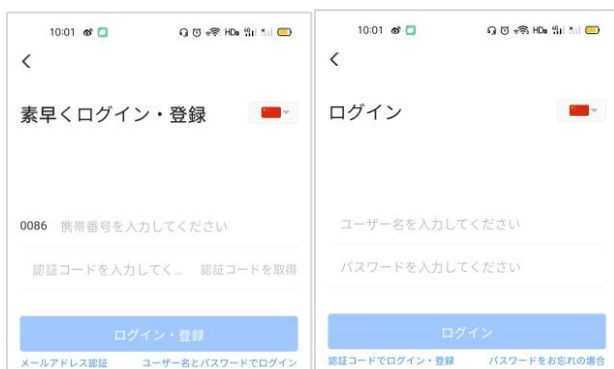 10:01 HD
素早くログイン・登録
0086 携帯番号を入力してください
認証コードを入力してく... 認証コードを取得
ログイン・登録
メールアドレス認証 ユーザー名とパスワードでログイン
10:01 HD
ログイン
ユーザー名を入力してください
パスワードを入力してください
ログイン
認証コードでログイン・登録 パスワードをお忘れの場合